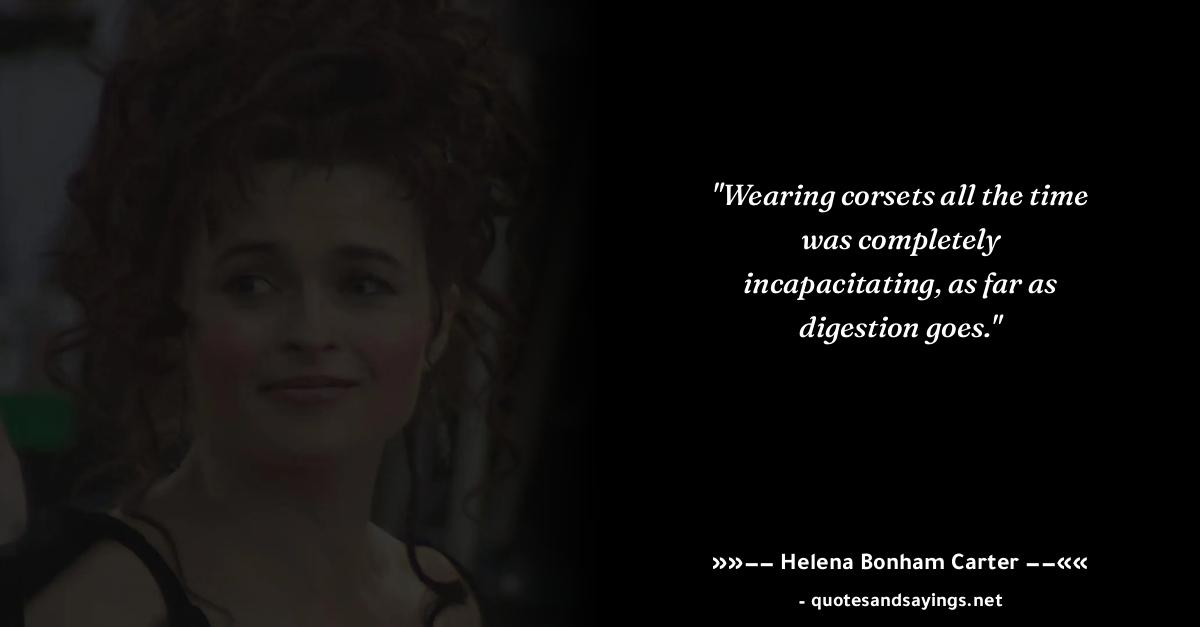 "Wearing corsets all the time
was completely
incapacitating, as far as
digestion goes."
»»−− Helena Bonham Carter −−««
- quotesandsayings.net